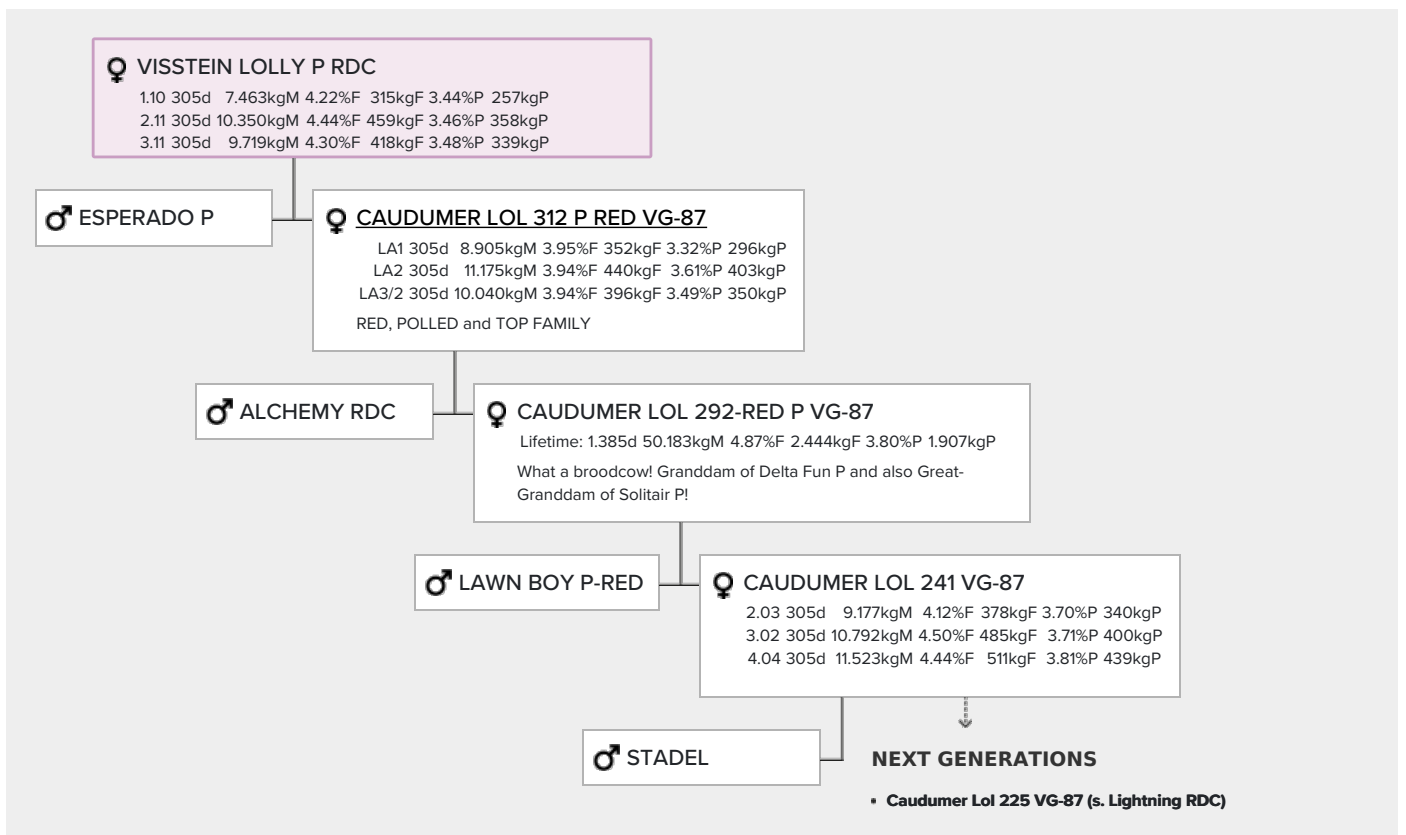 VISSTEIN LOLLY P RDC
1.10 305d 7.463kgM 4.22%F 315kgF 3.44%P 257kgP
2.11 305d 10.350kgM 4.44%F 459kgF 3.46%P 358kgP
3.11 305d 9.719kgM 4.30%F 418kgF 3.48%P 339kgP
ESPERADO P
CAUDUMER LOL 312 P RED VG-87
LA1 305d 8.905kgM 3.95%F 352kgF 3.32%P 296kgP
LA2 305d 11.175kgM 3.94%F 440kgF 3.61%P 403kgP
LA3/2 305d 10.040kgM 3.94%F 396kgF 3.49%P 350kgP
RED, POLLED and TOP FAMILY
ALCHEMY RDC
CAUDUMER LOL 292-RED P VG-87
Lifetime: 1.385d 50.183kgM 4.87%F 2.444kgF 3.80%P 1.907kgP
What a broodcow! Granddam of Delta Fun P and also Great-
Granddam of Solitair P!
LAWN BOY P-RED
CAUDUMER LOL 241 VG-87
2.03 305d 9.177kgM 4.12%F 378kgF 3.70%P 340kgP
3.02 305d 10.792kgM 4.50%F 485kgF 3.71%P 400kgP
4.04 305d 11.523kgM 4.44%F 511kgF 3.81%P 439kgP
STADEL
NEXT GENERATIONS
• Caudumer Lol 225 VG-87 (s. Lightning RDC)